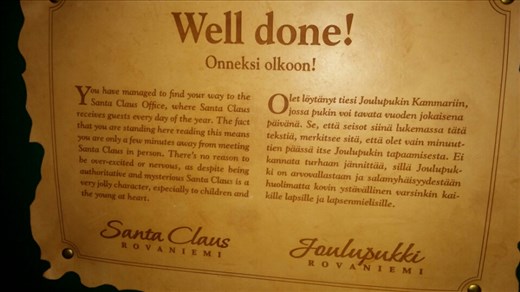 Well done!
Onneksi olkoon!
You have managed to find your way to the
Santa Claus Office, where Santa Claus
receives guests every day of the year. The fact
that you are standing here reading this means
you are only a few minutes away from meeting
Santa Claus in person. There's no reason to
be over-excited or nervous, as despite being
authoritative and mysterious Santa Claus is a
very jolly character, especially to children and
the young at heart.
Santa Claus
ROVANIEMI
Olet löytänyt tiesi Joulupukin Kammariin,
jossa pukin voi tavata vuoden jokaisena
päivänä. Se, että seisot siinä lukemassa tätä
tekstiä, merkitsee sitä, että olet vain minuut-
tien päässä itse Joulupukin tapaamisesta. Ei
kannata turhaan jännittää, sillä Joulupuk-
ki on arvovallastaan ja salamyhäisyydestään
huolimatta kovin ystävällinen varsinkin kai-
kille lapsille ja lapsenmielisille.
Joulupukki
ROVANIEMI